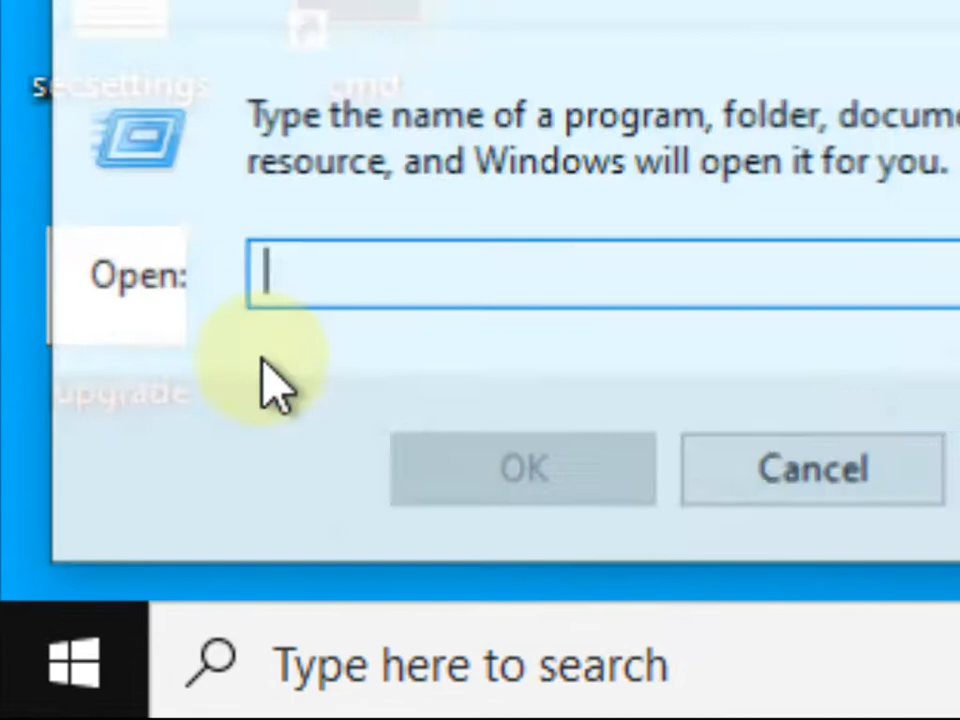 secsettings
cmd
Type the name of a program, folder, docume
resource, and Windows will open it for you.
Open:
upgrade
OK
Cancel
Type here to search